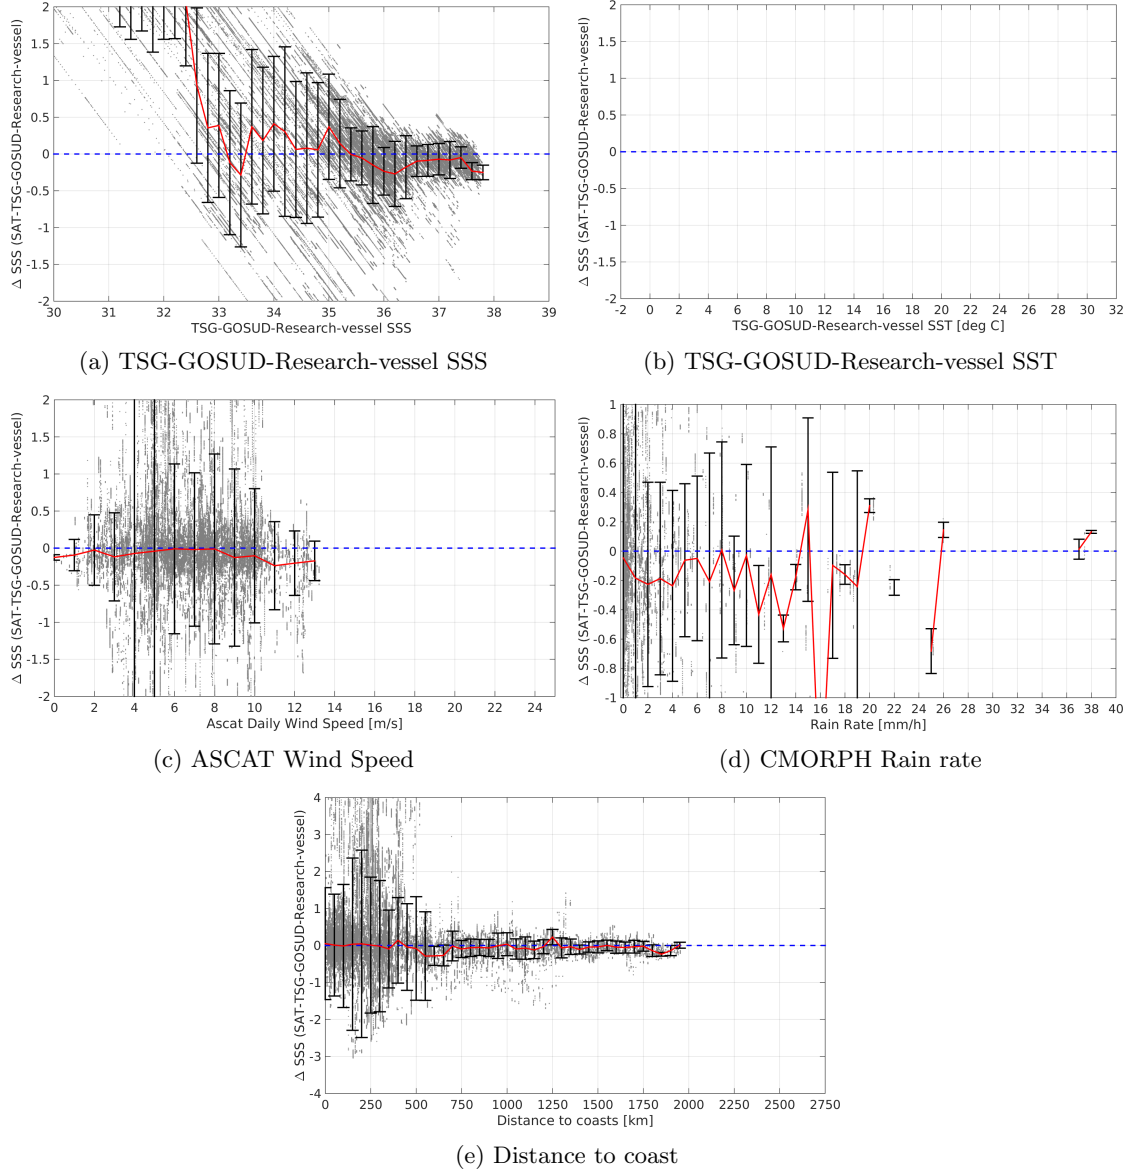 2
1.5
1
0.5
0
-0.5
-1
-1.5
-2
Δ SSS (SAT-TSG-GOSUD-Research-vessel)
30 31 32 33 34 35 36 37 38 39
TSG-GOSUD-Research-vessel SSS
(a) TSG-GOSUD-Research-vessel SSS
2
1.5
1
0.5
0
-0.5
-1
-1.5
-2
Δ SSS (SAT-TSG-GOSUD-Research-vessel)
-2 0 2 4 6 8 10 12 14 16 18 20 22 24 26 28 30 32
TSG-GOSUD-Research-vessel SST [deg C]
(b) TSG-GOSUD-Research-vessel SST
2
1.5
1
0.5
0
-0.5
-1
-1.5
-2
Δ SSS (SAT-TSG-GOSUD-Research-vessel)
0 2 4 6 8 10 12 14 16 18 20 22 24
Ascat Daily Wind Speed [m/s]
(c) ASCAT Wind Speed
1
0.8
0.6
0.4
0.2
0
-0.2
-0.4
-0.6
-0.8
-1
Δ SSS (SAT-TSG-GOSUD-Research-vessel)
0 2 4 6 8 10 12 14 16 18 20 22 24 26 28 30 32 34 36 38 40
Rain Rate [mm/h]
(d) CMORPH Rain rate
4
3
2
1
0
-1
-2
-3
-4
Δ SSS (SAT-TSG-GOSUD-Research-vessel)
0 250 500 750 1000 1250 1500 1750 2000 2250 2500 2750
Distance to coasts [km]
(e) Distance to coast